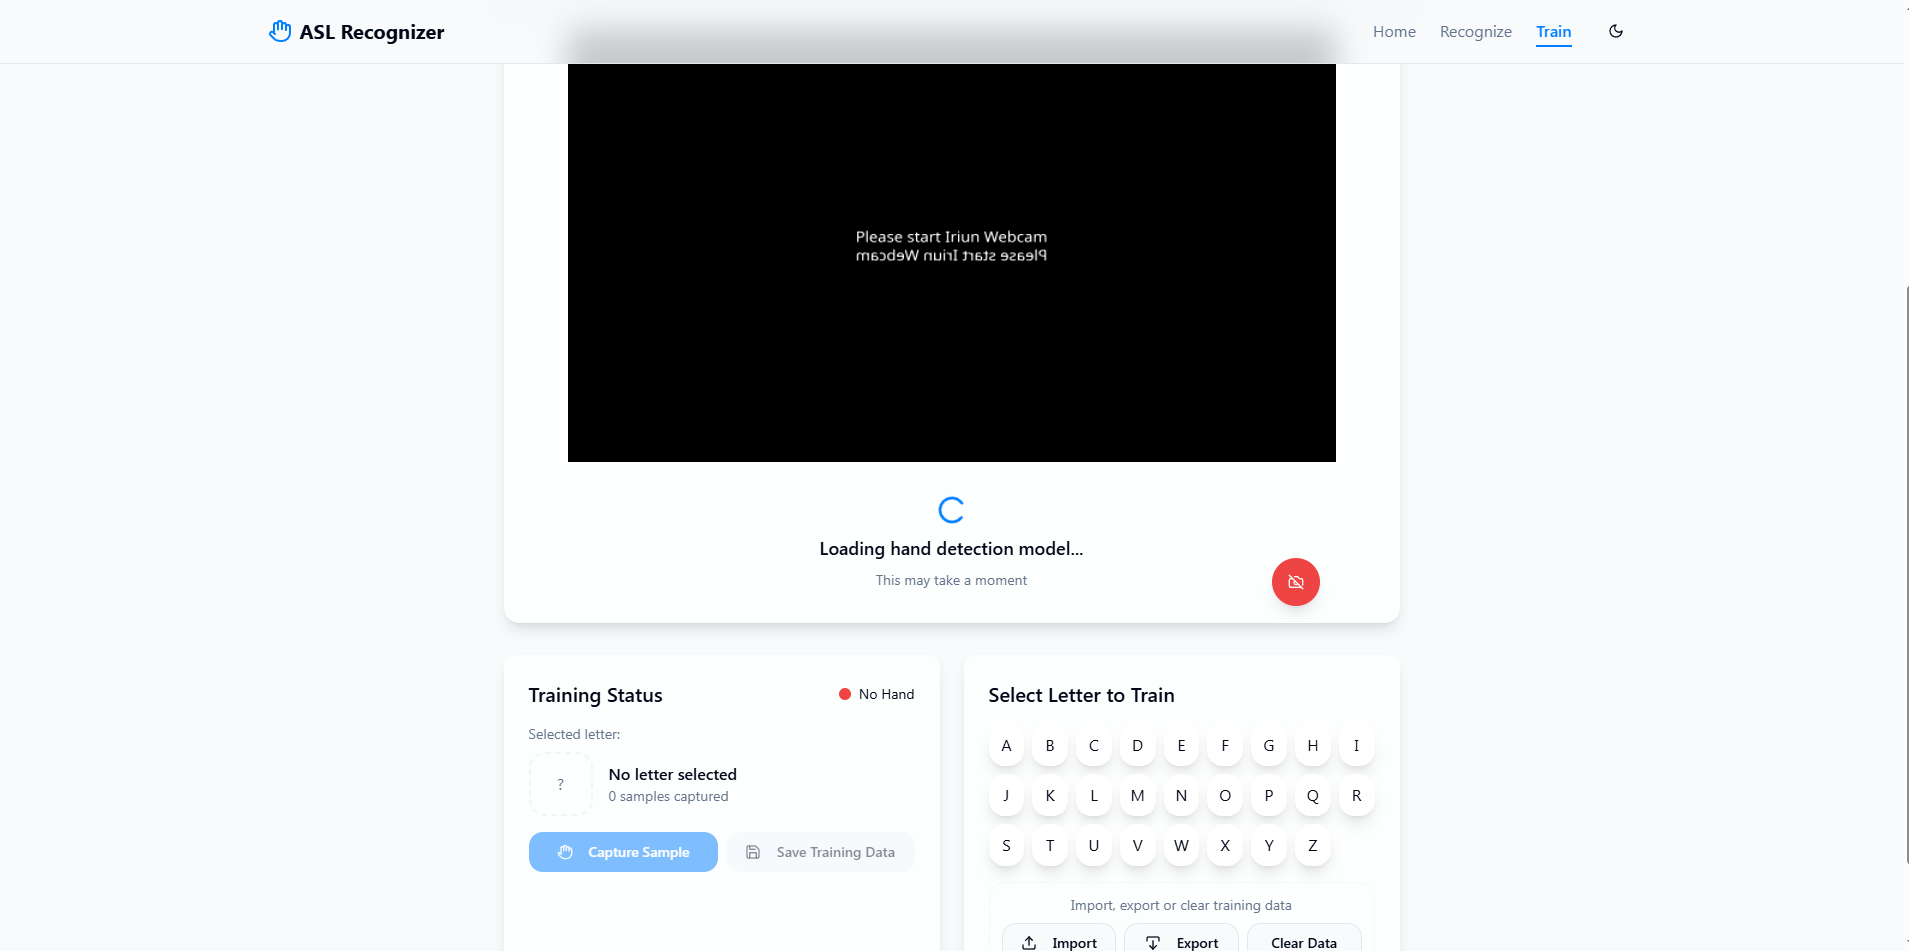 ASL Recognizer
Home
Recognize
Train
Please start Iriun Webcam
Please start Iriun Webcam
Loading hand detection model...
This may take a moment
Training Status
No Hand
Selected letter:
?
No letter selected
0 samples captured
Capture Sample
Save Training Data
Select Letter to Train
A B C D E F G H I
J K L M N O P Q R
S T U V W X Y Z
Import, export or clear training data
Import
Export
Clear Data